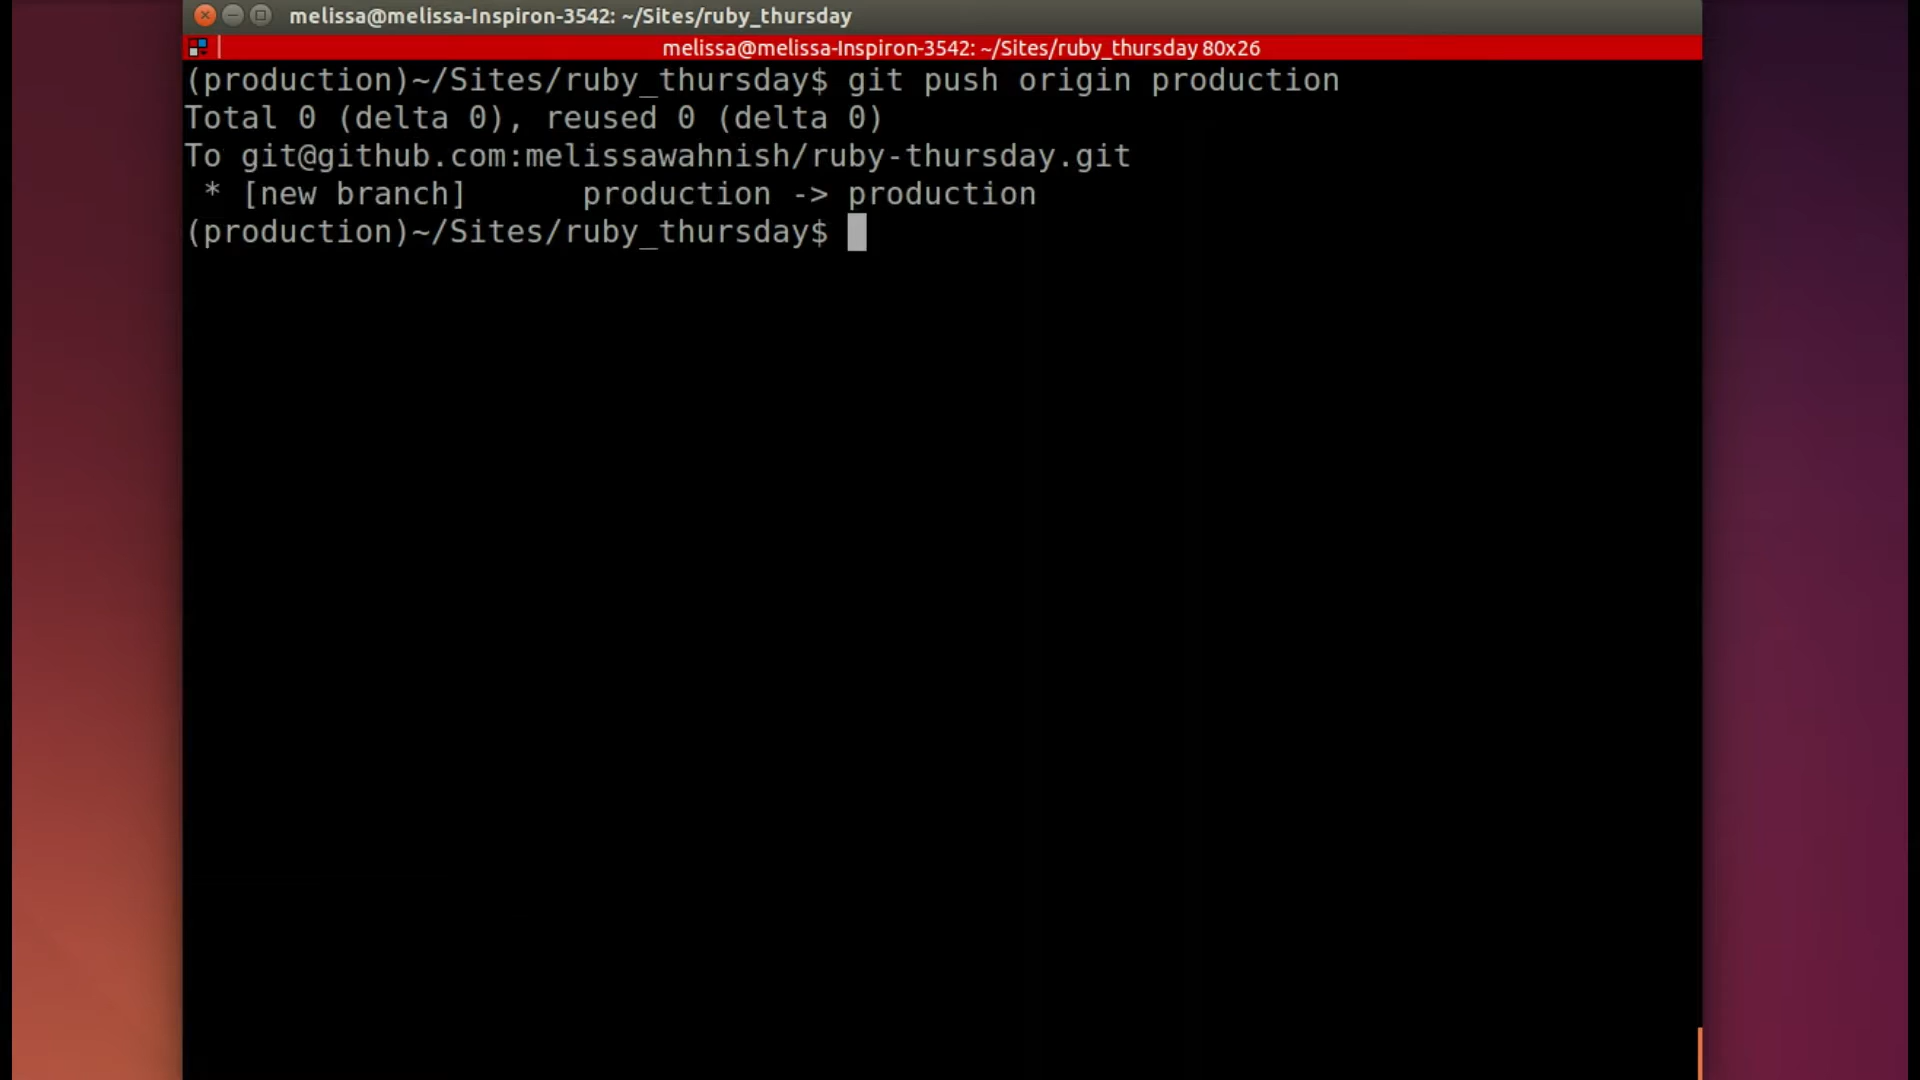 melissa@melissa-Inspiron-3542: ~/Sites/ruby_thursday
melissa@melissa-Inspiron-3542: ~/Sites/ruby_thursday 80x26
(production)~/Sites/ruby_thursday$ git push origin production
Total 0 (delta 0), reused 0 (delta 0)
To git@github.com:melissawahnish/ruby-thursday.git
 * [new branch]      production -> production
(production)~/Sites/ruby_thursday$